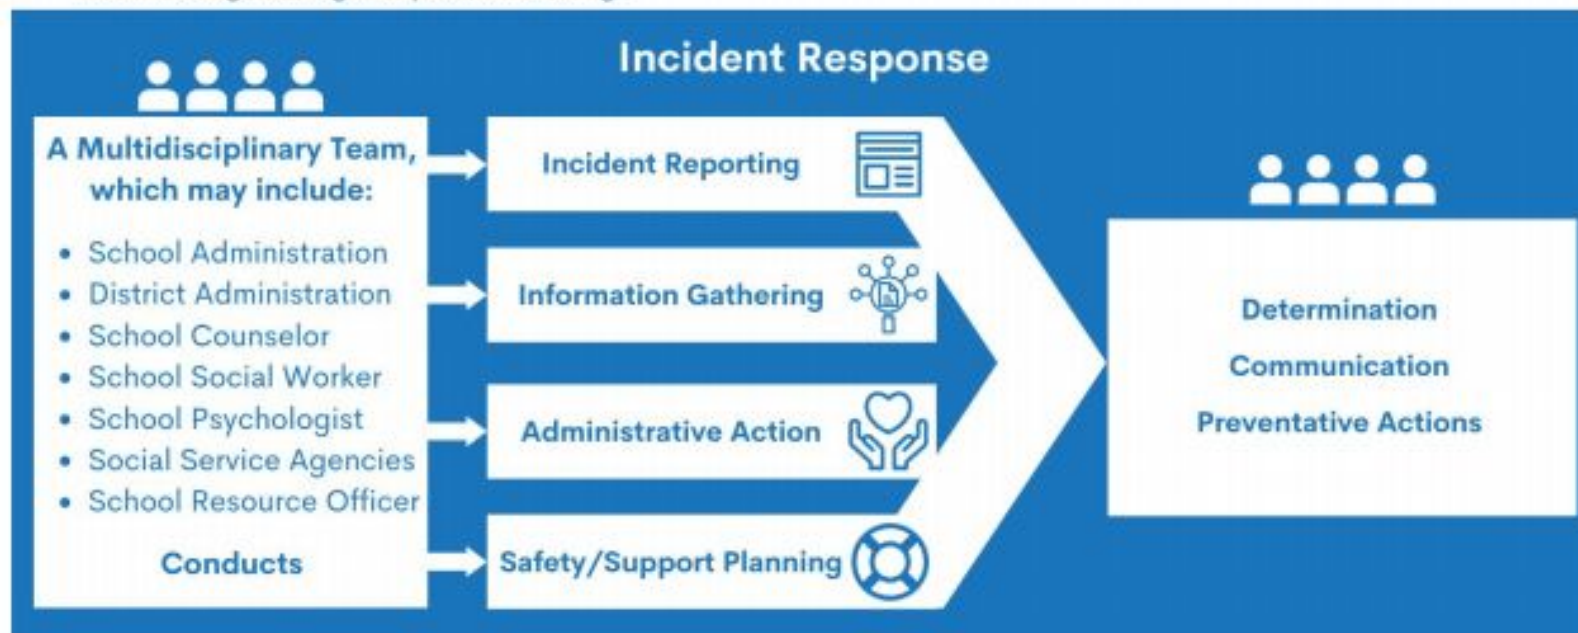 Incident Response
A Multidisciplinary Team,
which may include:
• School Administration
• District Administration
• School Counselor
• School Social Worker
• School Psychologist
• Social Service Agencies
• School Resource Officer
Conducts
Incident Reporting
Information Gathering
Administrative Action
Safety/Support Planning
Determination
Communication
Preventative Actions